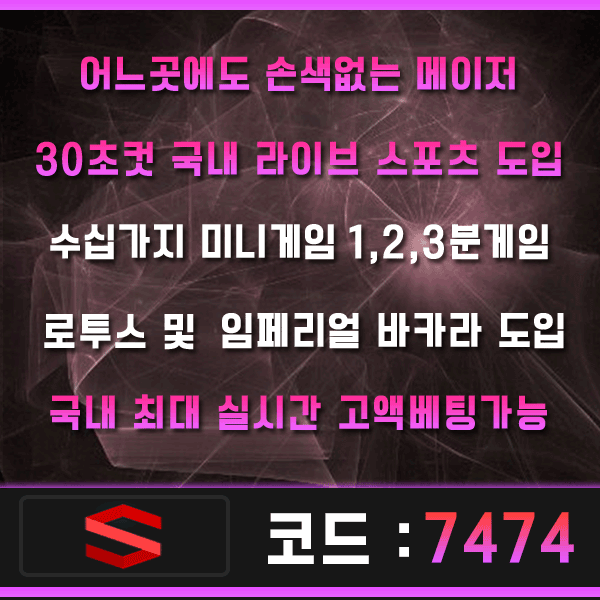 어느곳에도 손색없는 메이저
30초컷 국내 라이브 스포츠 도입
수십가지 미니게임 1,2,3분게임
로투스 및 임페리얼 바카라 도입
국내 최대 실시간 고액베팅가능
코드 : 7474